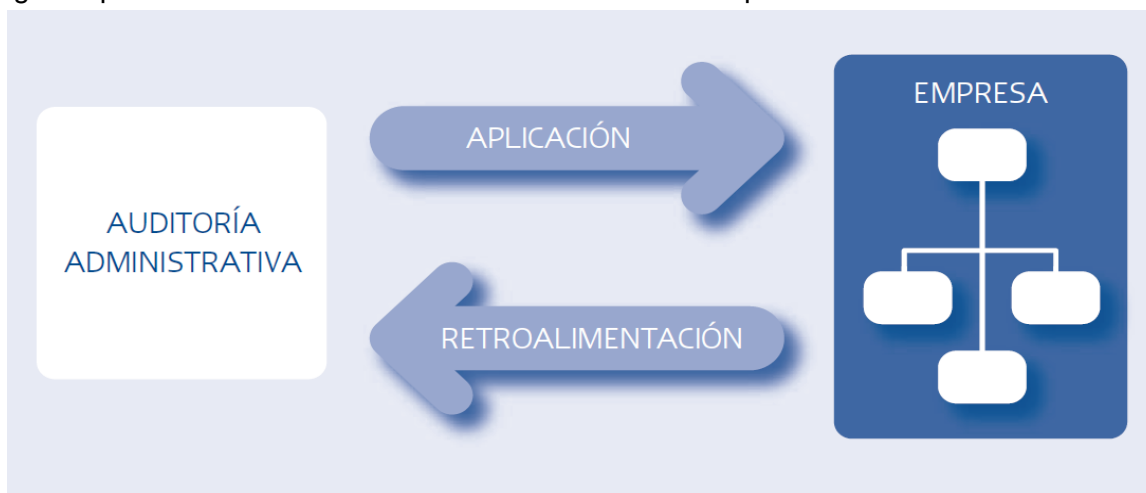 AUDITORÍA
ADMINISTRATIVA
APLICACIÓN
RETROALIMENTACIÓN
EMPRESA